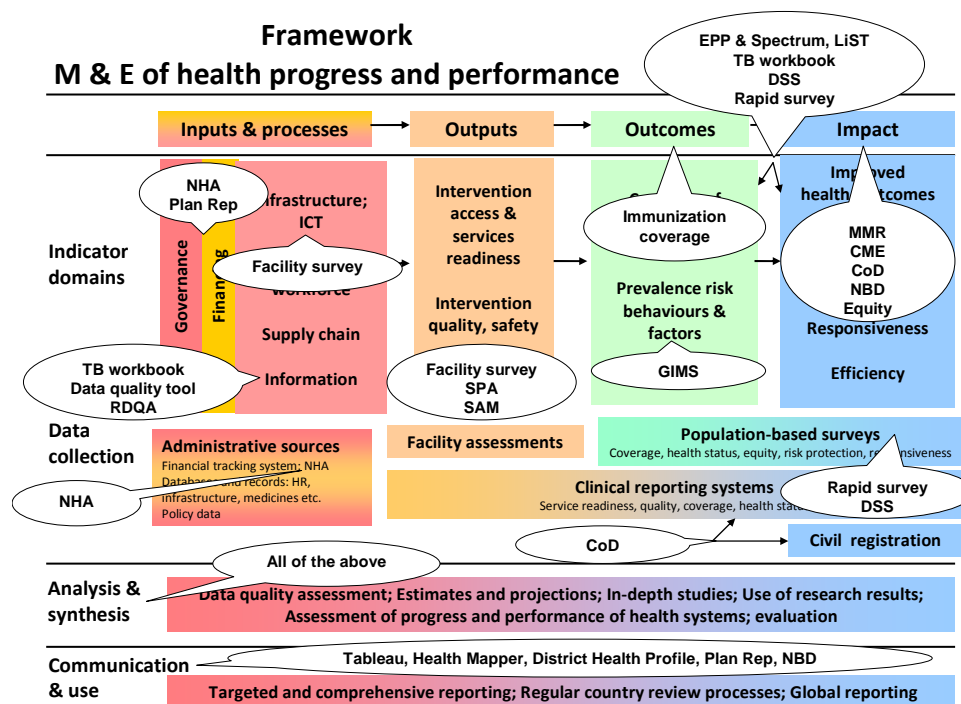 Framework
M & E of health progress and performance
EPP & Spectrum, LiST
TB workbook
DSS
Rapid survey
Inputs & processes
Outputs
Outcomes
Impact
Indicator
domains
Governance
Financing
NHA
Plan Rep
Infrastructure;
ICT
Facility survey
workforce
Supply chain
Information
TB workbook
Data quality tool
RDQA
Intervention
access &
services
readiness
Intervention
quality, safety
Facility survey
SPA
SAM
of
Immunization
coverage
Prevalence risk
behaviours &
factors
GIMS
Improved
health outcomes
MMR
CME
CoD
NBD
Equity
Responsiveness
Efficiency
Data
collection
Administrative sources
Financial tracking system; NHA
Databases and records: HR,
infrastructure, medicines etc.
Policy data
NHA
Facility assessments
Population-based surveys
Coverage, health status, equity, risk protection, responsiveness
Clinical reporting systems
Service readiness, quality, coverage, health status
Rapid survey
DSS
CoD
Civil registration
Analysis &
synthesis
All of the above
Data quality assessment; Estimates and projections; In-depth studies; Use of research results;
Assessment of progress and performance of health systems; evaluation
Communication
& use
Tableau, Health Mapper, District Health Profile, Plan Rep, NBD
Targeted and comprehensive reporting; Regular country review processes; Global reporting